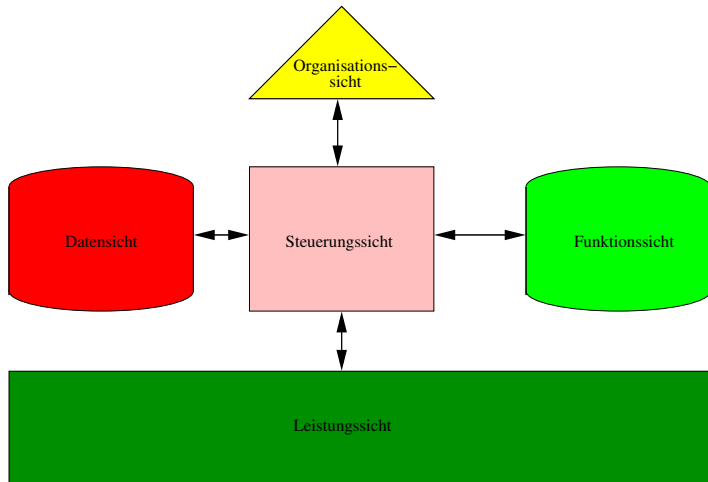 Organisations–
sicht
Datensicht
Steuerungssicht
Funktionssicht
Leistungssicht